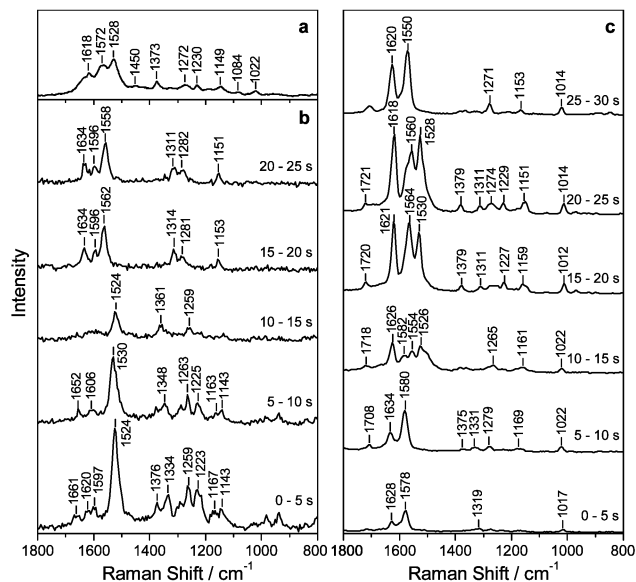 a
1618 1572 1528 1450 1373 1272 1230 1149 1084 1022
b
1634 1596 1558 1311 1282 1151
20 - 25 s
1634 1596 1562 1314 1281 1153
15 - 20 s
1524 1361 1259
10 - 15 s
1652 1606 1530 1348 1263 1225 1163 1143
5 - 10 s
1661 1620 1597 1524 1376 1334 1259 1223 1167 1143
0 - 5 s
1800 1600 1400 1200 1000 800
Raman Shift / cm-1
Intensity
c
1620 1550 1271 1153 1014
25 - 30 s
1721 1618 1560 1528 1379 1311 1274 1229 1151 1014
20 - 25 s
1720 1621 1564 1530 1379 1311 1227 1159 1012
15 - 20 s
1718 1626 1582 1554 1526 1265 1161 1022
10 - 15 s
1708 1634 1580 1375 1331 1279 1169 1022
5 - 10 s
1628 1578 1319 1017
0 - 5 s
1800 1600 1400 1200 1000 800
Raman Shift / cm-1